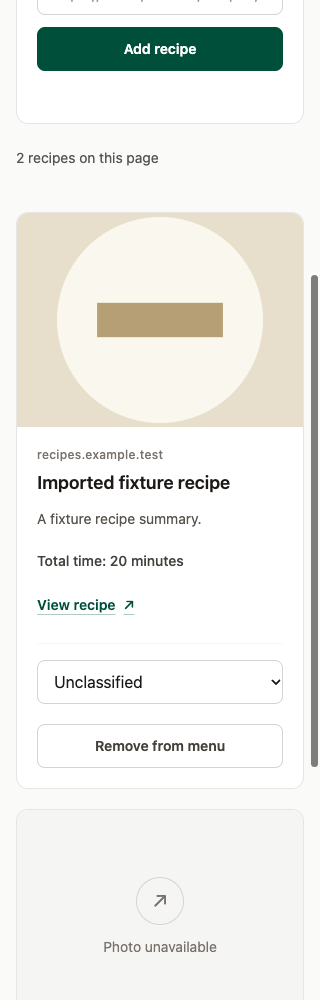 Add recipe
2 recipes on this page
recipes.example.test
Imported fixture recipe
A fixture recipe summary.
Total time: 20 minutes
View recipe ↗
Unclassified
Remove from menu
↗
Photo unavailable